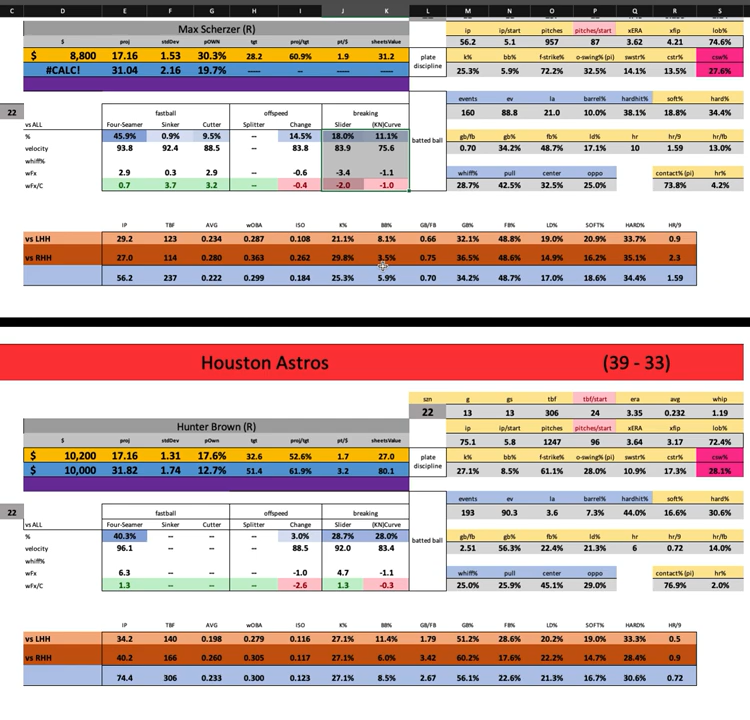 C D E F G H I J K L M N O P Q R S
Max Scherzer (R)
$ proj stdDev pOWN tgt proj/tgt pt/$ sheetsValue
$ 8,800 17.16 1.53 30.3% 28.2 60.9% 1.9 31.2
#CALC! 31.04 2.16 19.7% ---- -- ---- ----
ip ip/start pitches pitches/start xERA xfip lob%
56.2 5.1 957 87 3.62 4.21 74.6%
plate discipline
k% bb% f-strike% o-swing% (pi) swstr% cstr% csw%
25.3% 5.9% 72.2% 32.5% 14.1% 13.5% 27.6%
22
fastball offspeed breaking
vs ALL Four-Seamer Sinker Cutter Splitter Change Slider (KN)Curve
% 45.9% 0.9% 9.5% -- 14.5% 18.0% 11.1%
velocity 93.8 92.4 88.5 -- 83.8 83.9 75.6
whiff%
wFx 2.9 0.3 2.9 -0.6 -3.4 -1.1
wFx/C 0.7 3.7 3.2 -- -0.4 -2.0 -1.0
batted ball
events ev la barrel% hardhit% soft% hard%
160 88.8 21.0 10.0% 38.1% 18.8% 34.4%
gb/fb gb% fb% ld% hr hr/9 hr/fb
0.70 34.2% 48.7% 17.1% 10 1.59 13.0%
whiff% pull center oppo contact% (pi) hr%
28.7% 42.5% 32.5% 25.0% 73.8% 4.2%
IP TBF AVG wOBA ISO K% BB% GB/FB GB% FB% LD% SOFT% HARD% HR/9
vs LHH 29.2 123 0.234 0.287 0.108 21.1% 8.1% 0.66 32.1% 48.8% 19.0% 20.9% 33.7% 0.9
vs RHH 27.0 114 0.280 0.363 0.262 29.8% 3.5% 0.75 36.5% 48.6% 14.9% 16.2% 35.1% 2.3
56.2 237 0.222 0.299 0.184 25.3% 5.9% 0.70 34.2% 48.7% 17.0% 18.6% 34.4% 1.59
Houston Astros (39 - 33)
szn g gs tbf tbf/start era avg whip
22 13 13 306 24 3.35 0.232 1.19
Hunter Brown (R)
$ proj stdDev pOwn tgt proj/tgt pt/$ sheetsValue
$ 10,200 17.16 1.31 17.6% 32.6 52.6% 1.7 27.0
$ 10,000 31.82 1.74 12.7% 51.4 61.9% 3.2 80.1
ip ip/start pitches pitches/start xERA xfip lob%
75.1 5.8 1247 96 3.64 3.17 72.4%
plate discipline
k% bb% f-strike% o-swing% (pi) swstr% cstr% csw%
27.1% 8.5% 61.1% 28.0% 10.9% 17.3% 28.1%
22
fastball offspeed breaking
vs ALL Four-Seamer Sinker Cutter Splitter Change Slider (KN)Curve
% 40.3% -- -- -- 3.0% 28.7% 28.0%
velocity 96.1 -- -- -- 88.5 92.0 83.4
whiff%
wFx 6.3 -- -- -1.0 4.7 -1.1
wFx/C 1.3 -- -- -- -2.6 1.3 -0.3
batted ball
events ev la barrel% hardhit% soft% hard%
193 90.3 3.6 7.3% 44.0% 16.6% 30.6%
gb/fb gb% fb% ld% hr hr/9 hr/fb
2.51 56.3% 22.4% 21.3% 6 0.72 14.0%
whiff% pull center oppo contact% (pi) hr%
25.0% 25.9% 45.1% 29.0% 76.9% 2.0%
IP TBF AVG wOBA ISO K% BB% GB/FB GB% FB% LD% SOFT% HARD% HR/9
vs LHH 34.2 140 0.198 0.279 0.116 27.1% 11.4% 1.79 51.2% 28.6% 20.2% 19.0% 33.3% 0.5
vs RHH 40.2 166 0.260 0.305 0.117 27.1% 6.0% 3.42 60.2% 17.6% 22.2% 14.7% 28.4% 0.9
74.4 306 0.233 0.300 0.123 27.1% 8.5% 2.67 56.1% 22.6% 21.3% 16.7% 30.6% 0.72